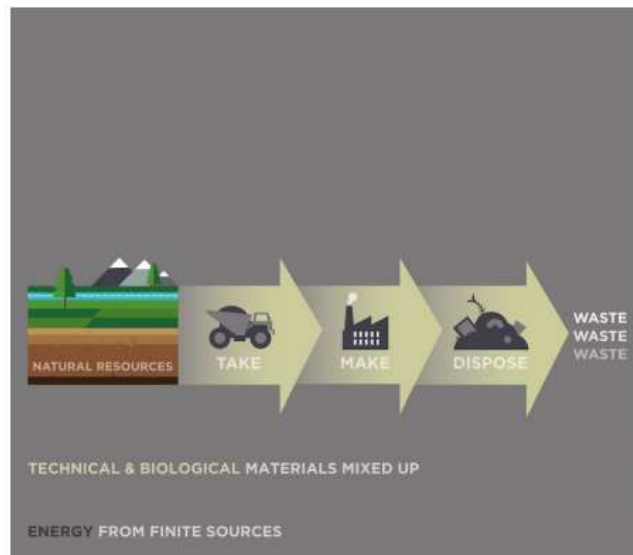 NATURAL RESOURCES
TAKE
MAKE
DISPOSE
WASTE
WASTE
WASTE
TECHNICAL & BIOLOGICAL MATERIALS MIXED UP
ENERGY FROM FINITE SOURCES